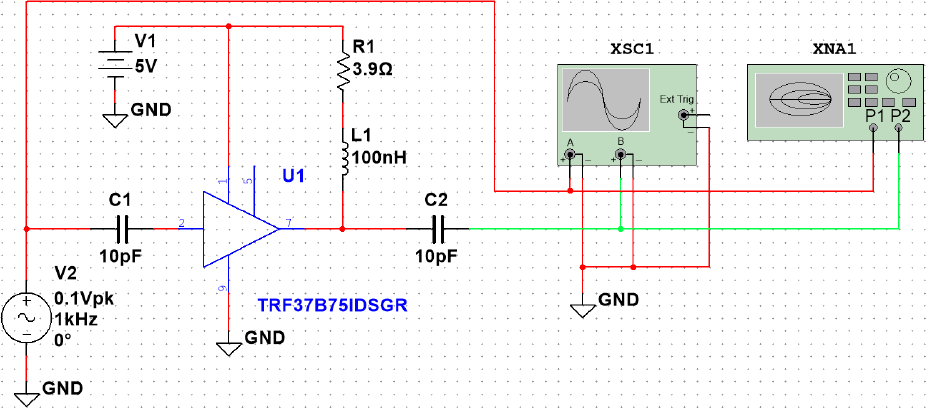 XSC1
XNA1
V1
5V
GND
R1
3.9Ω
Ext Trig
+
−
A
B
+
−
+
−
P1 P2
L1
100nH
1
5
U1
C1
10pF
2
7
C2
10pF
9
V2
0.1Vpk
1kHz
0°
TRF37B75IDSGR
GND
GND
GND